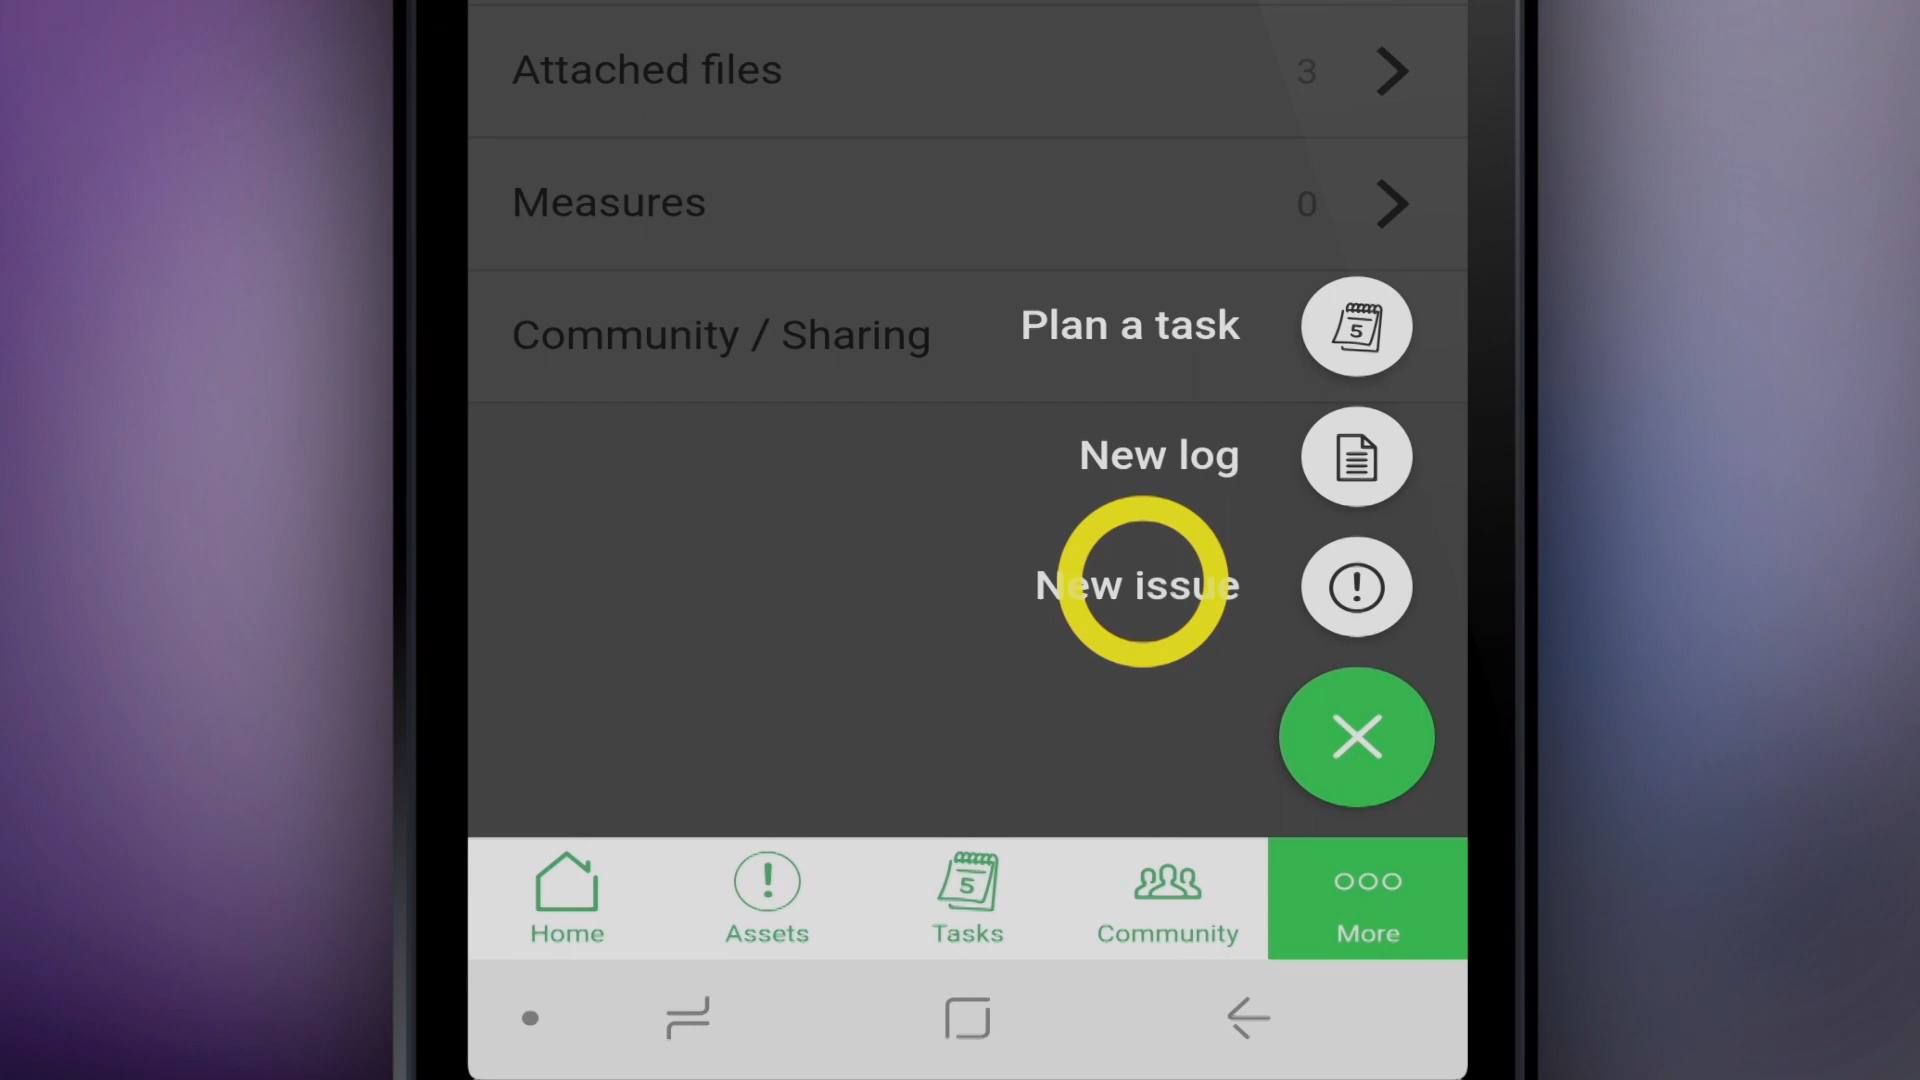 Attached files 3
Measures 0
Community / Sharing
Plan a task 5
New log
New issue !
Home
! Assets
5 Tasks
Community
More